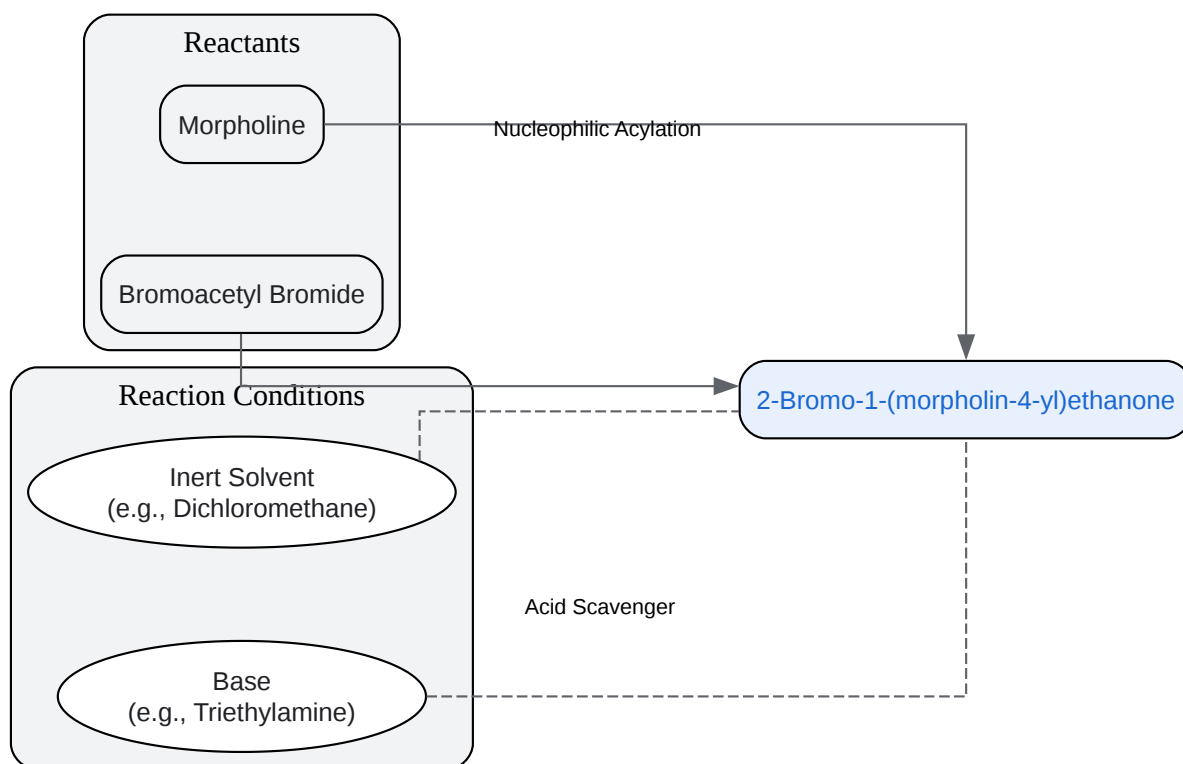 Reactants
Morpholine
Nucleophilic Acylation
Bromoacetyl Bromide
Reaction Conditions
2-Bromo-1-(morpholin-4-yl)ethanone
Inert Solvent
(e.g., Dichloromethane)
Acid Scavenger
Base
(e.g., Triethylamine)